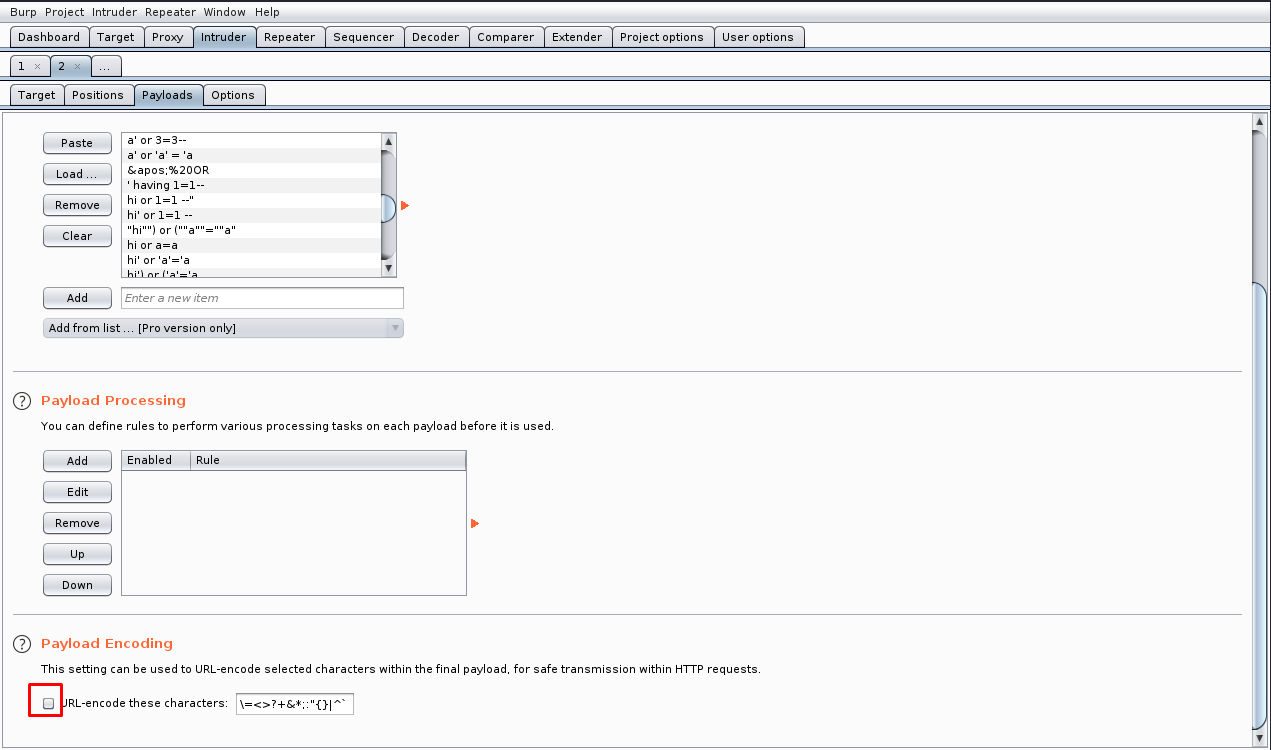 Burp Project Intruder Repeater Window Help
Dashboard Target Proxy Intruder Repeater Sequencer Decoder Comparer Extender Project options User options
1 × 2 × ...
Target Positions Payloads Options
Paste
Load ...
Remove
Clear
a' or 3=3--
a' or 'a' = 'a
&apos;%20OR
' having 1=1--
hi or 1=1 --"
hi' or 1=1 --
"hi"") or (""a""=""a"
hi or a=a
hi' or 'a'='a
hi') or ('a'='a
Add Enter a new item
Add from list ... [Pro version only]
? Payload Processing
You can define rules to perform various processing tasks on each payload before it is used.
Add
Edit
Remove
Up
Down
Enabled Rule
? Payload Encoding
This setting can be used to URL-encode selected characters within the final payload, for safe transmission within HTTP requests.
URL-encode these characters: \=<>?+&*;:"{}|^`